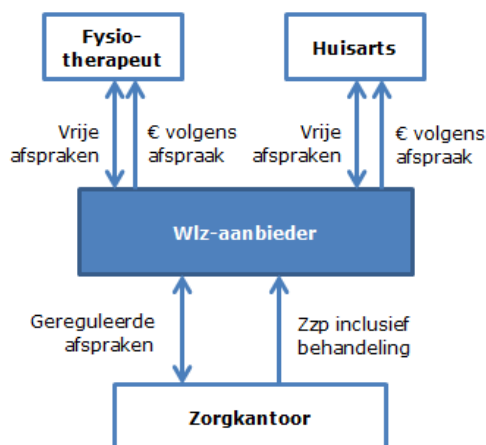 Fysio-
therapeut
Huisarts
Vrije
afspraken
€ volgens
afspraak
Vrije
afspraken
€ volgens
afspraak
Wlz-aanbieder
Gereguleerde
afspraken
Zzp inclusief
behandeling
Zorgkantoor